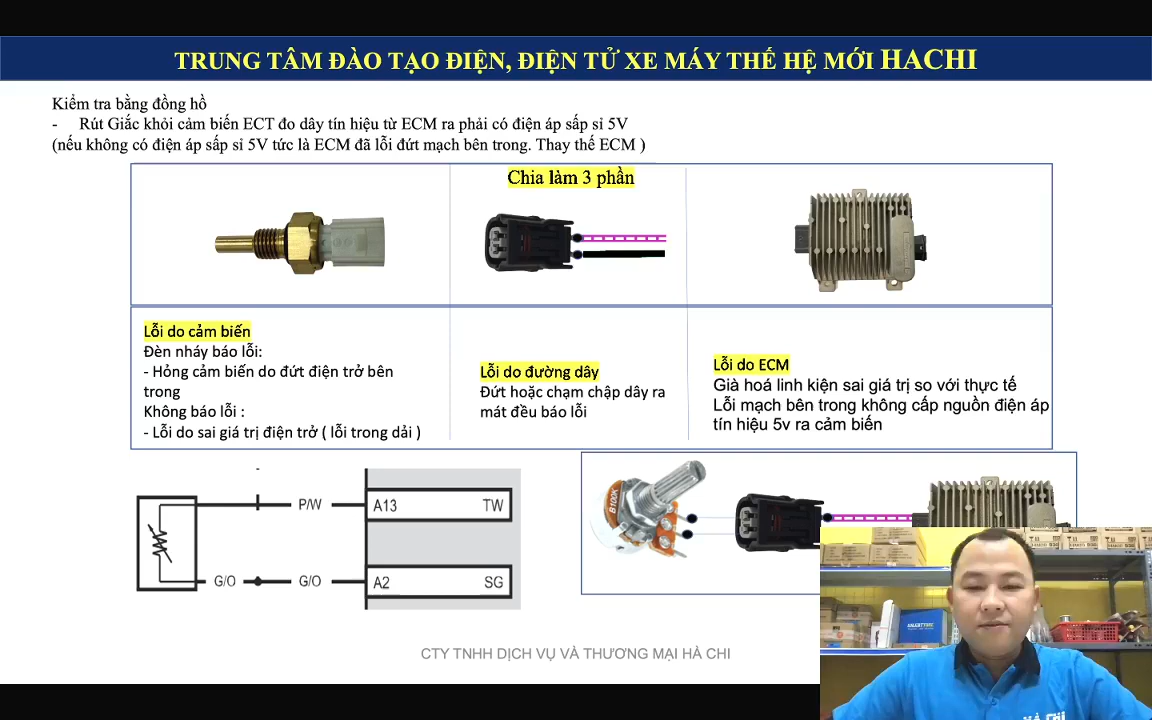 TRUNG TÂM ĐÀO TẠO ĐIỆN, ĐIỆN TỬ XE MÁY THẾ HỆ MỚI HACHI
Kiểm tra bằng đồng hồ
- Rút Giắc khỏi cảm biến ECT đo dây tín hiệu từ ECM ra phải có điện áp sấp sỉ 5V
(nếu không có điện áp sấp sỉ 5V tức là ECM đã lỗi đứt mạch bên trong. Thay thế ECM )
Chia làm 3 phần
Lỗi do cảm biến
Đèn nháy báo lỗi:
- Hỏng cảm biến do đứt điện trở bên
trong
Không báo lỗi :
- Lỗi do sai giá trị điện trở ( lỗi trong dải )
Lỗi do đường dây
Đứt hoặc chạm chập dây ra
mát đều báo lỗi
Lỗi do ECM
Già hoá linh kiện sai giá trị so với thực tế
Lỗi mạch bên trong không cấp nguồn điện áp
tín hiệu 5v ra cảm biến
P/W
A13 TW
G/O
G/O
A2 SG
B100K
CTY TNHH DỊCH VỤ VÀ THƯƠNG MẠI HÀ CHI
Hà Chi